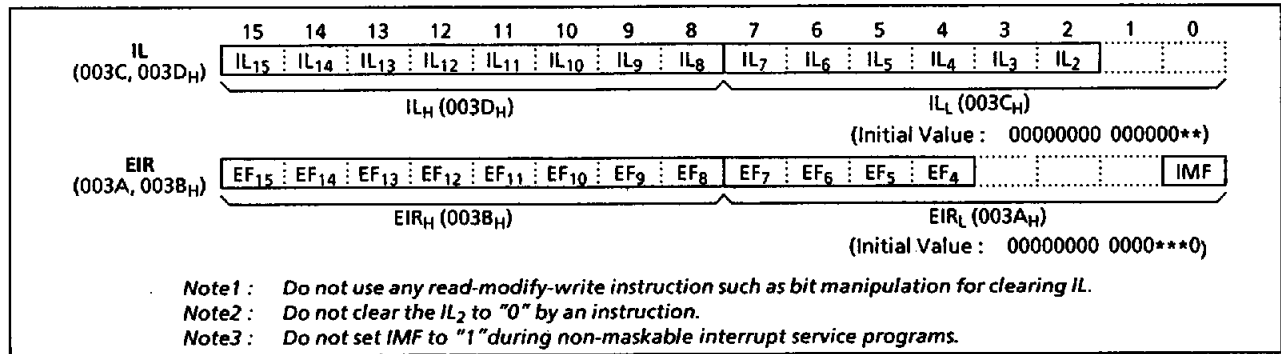 15 14 13 12 11 10 9 8 7 6 5 4 3 2 1 0
IL
(003C, 003DH) IL15 IL14 IL13 IL12 IL11 IL10 IL9 IL8 IL7 IL6 IL5 IL4 IL3 IL2
ILH (003DH) ILL (003CH)
(Initial Value : 00000000 000000**)
EIR
(003A, 003BH) EF15 EF14 EF13 EF12 EF11 EF10 EF9 EF8 EF7 EF6 EF5 EF4 IMF
EIRH (003BH) EIRL (003AH)
(Initial Value : 00000000 0000***0)
Note1 : Do not use any read-modify-write instruction such as bit manipulation for clearing IL.
Note2 : Do not clear the IL2 to "0" by an instruction.
Note3 : Do not set IMF to "1" during non-maskable interrupt service programs.